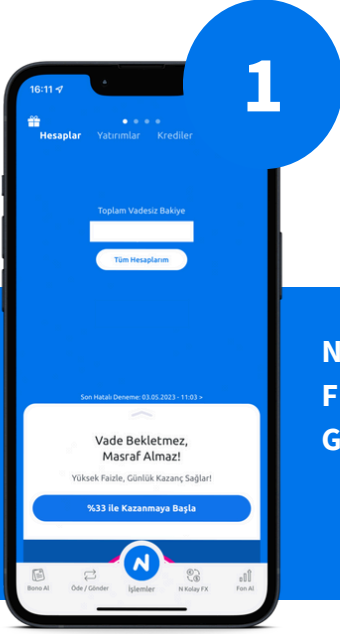 1
16:11
Hesaplar Yatırımlar Krediler
Toplam Vadesiz Bakiye
Tüm Hesaplarım
Son Hatalı Deneme: 03.05.2023 - 11:03 >
Vade Bekletmez,
Masraf Almaz!
Yüksek Faizle, Günlük Kazanç Sağlar!
%33 ile Kazanmaya Başla
N
Bono Al Öde / Gönder İşlemler N Kolay FX Fon Al
N
F
G